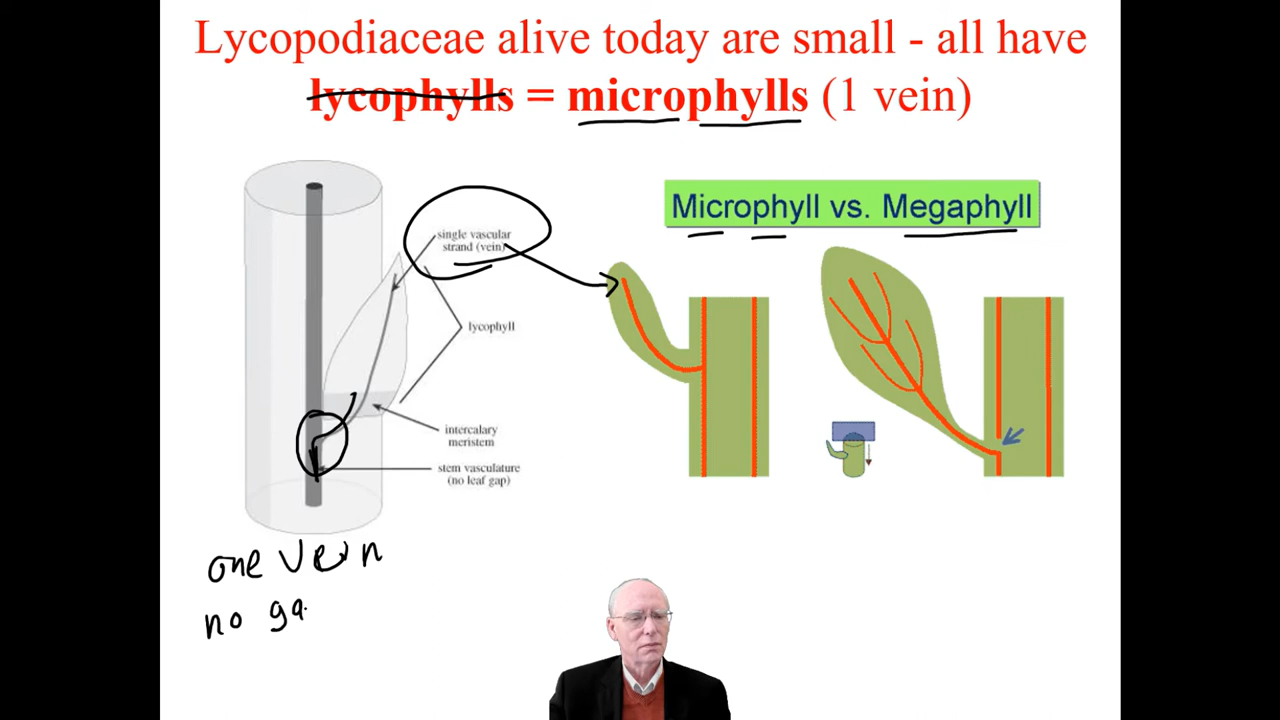 Lycopodiaceae alive today are small - all have
lycophylls = microphylls (1 vein)
Microphyll vs. Megaphyll
single vascular
strand (vein)
lycophyll
intercalary
meristem
stem vasculature
(no leaf gap)
one vein
no ga